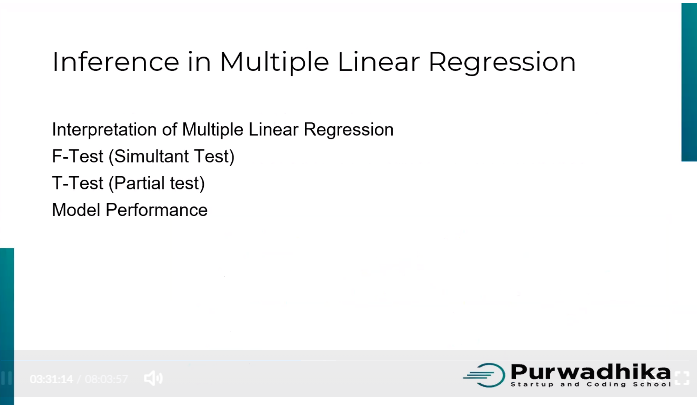 Inference in Multiple Linear Regression
Interpretation of Multiple Linear Regression
F-Test (Simultant Test)
T-Test (Partial test)
Model Performance
03:31:14 / 06:03:57
Purwadhika
Startup and Coding School